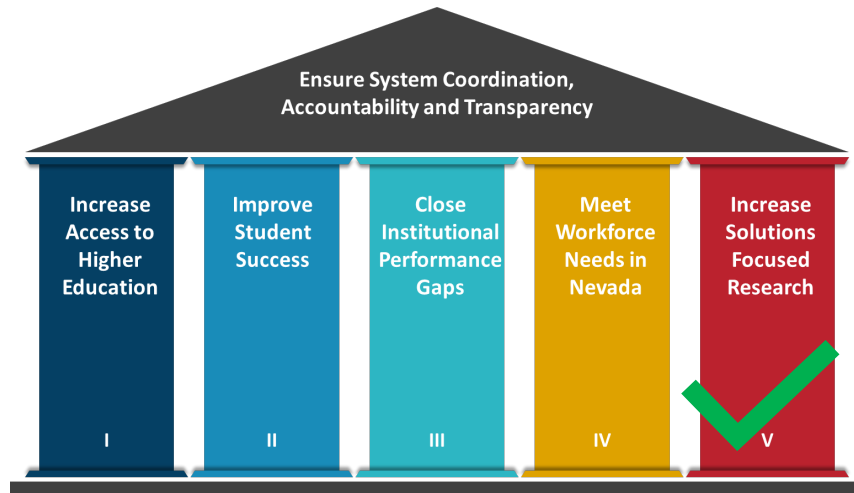 Ensure System Coordination,
Accountability and Transparency
Increase
Access to
Higher
Education
I
Improve
Student
Success
II
Close
Institutional
Performance
Gaps
III
Meet
Workforce
Needs in
Nevada
IV
Increase
Solutions
Focused
Research
V